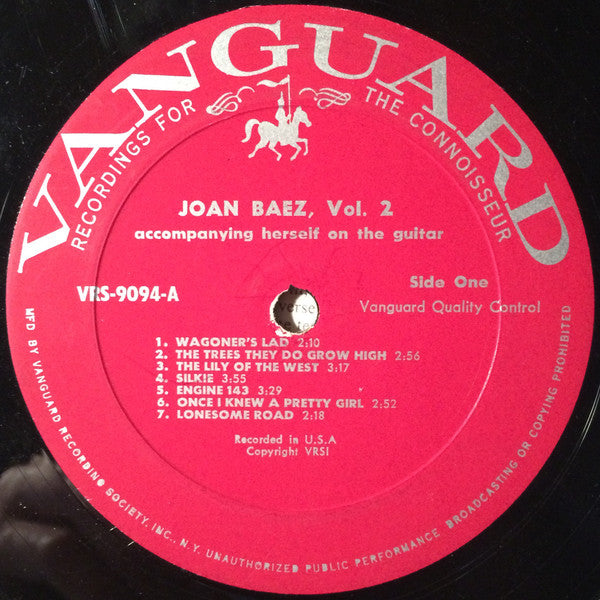 VANGUARD
RECORDINGS FOR THE CONNOISSEUR
JOAN BAEZ, Vol. 2
accompanying herself on the guitar
VRS-9094-A
Side One
Vanguard Quality Control
verse
1. WAGONER'S LAD 2:10
2. THE TREES THEY DO GROW HIGH 2:56
3. THE LILY OF THE WEST 3:17
4. SILKIE 3:55
5. ENGINE 143 3:29
6. ONCE I KNEW A PRETTY GIRL 2:52
7. LONESOME ROAD 2:18
Recorded in U.S.A
Copyright VRSI
MFD BY VANGUARD RECORDING SOCIETY, INC., N.Y. UNAUTHORIZED PUBLIC PERFORMANCE, BROADCASTING OR COPYING PROHIBITED